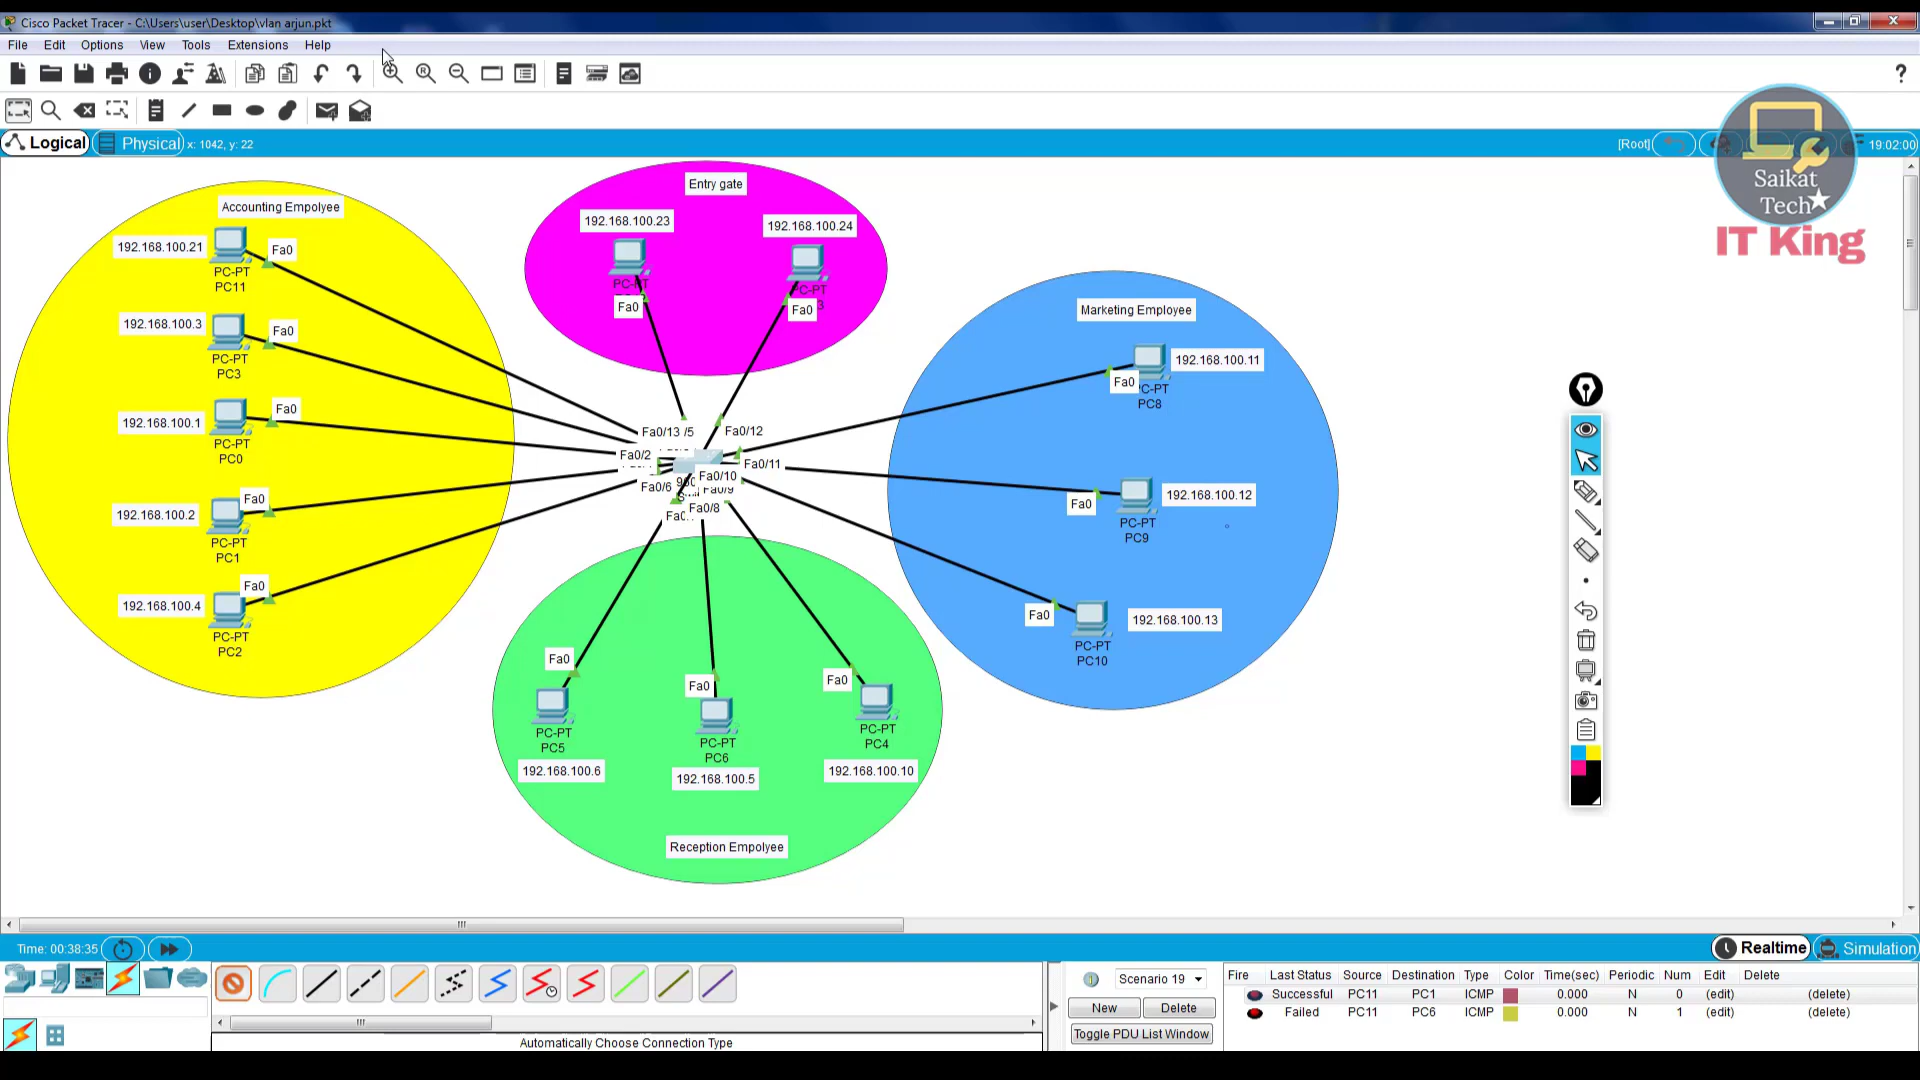 Cisco Packet Tracer - C:\Users\user\Desktop\vlan arjun.pkt
File Edit Options View Tools Extensions Help
?
Logical Physical x: 1042, y: 22 [Root] 19:02:00
Saikat
Tech
IT King
Accounting Empolyee
192.168.100.21
Fa0
PC-PT
PC11
192.168.100.3
Fa0
PC-PT
PC3
192.168.100.1
Fa0
PC-PT
PC0
192.168.100.2
Fa0
PC-PT
PC1
192.168.100.4
Fa0
PC-PT
PC2
Entry gate
192.168.100.23
192.168.100.24
PC-PT
PC-PT
Fa0
Fa0
3
Marketing Employee
192.168.100.11
Fa0
PC-PT
PC8
192.168.100.12
Fa0
PC-PT
PC9
192.168.100.13
Fa0
PC-PT
PC10
Fa0/13 /5
Fa0/12
Fa0/2
Fa0/11
Fa0/10
Fa0/6
Fa0/9
Fa0/8
Fa0
Fa0
Fa0
PC-PT
PC5
PC-PT
PC6
PC-PT
PC4
192.168.100.6
192.168.100.5
192.168.100.10
Reception Empolyee
Time: 00:38:35
Realtime Simulation
Scenario 19
New Delete
Toggle PDU List Window
Automatically Choose Connection Type
Fire Last Status Source Destination Type Color Time(sec) Periodic Num Edit Delete
Successful PC11 PC1 ICMP 0.000 N 0 (edit) (delete)
Failed PC11 PC6 ICMP 0.000 N 1 (edit) (delete)